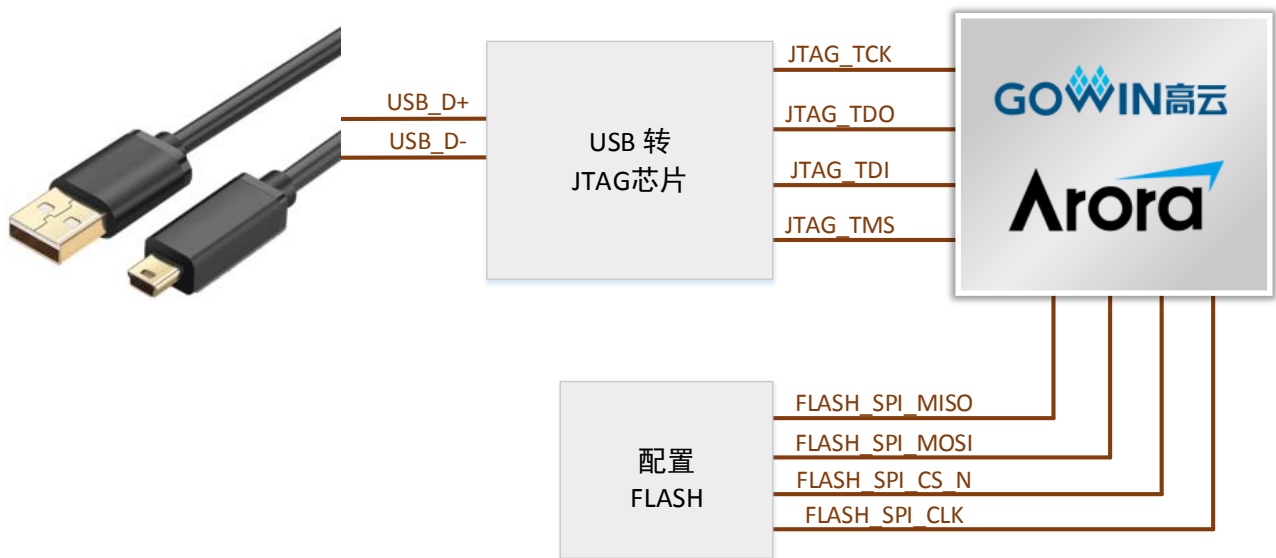 USB_D+
USB_D-
USB 转
JTAG芯片
JTAG_TCK
JTAG_TDO
JTAG_TDI
JTAG_TMS
GOWIN高云
Arora
配置
FLASH
FLASH_SPI_MISO
FLASH_SPI_MOSI
FLASH_SPI_CS_N
FLASH_SPI_CLK